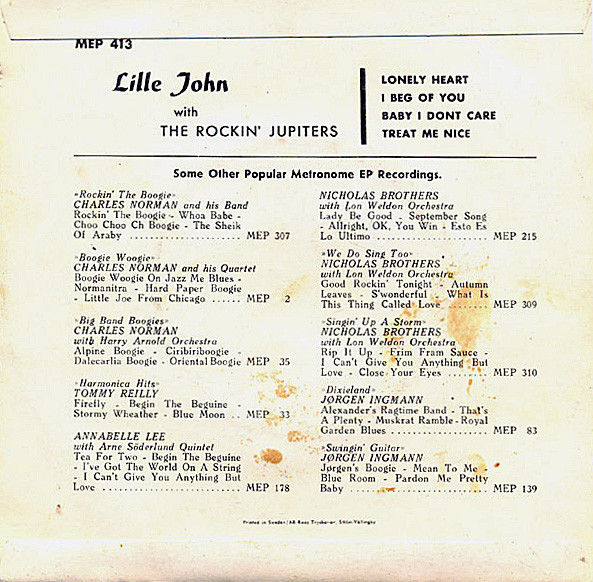 MEP 413
Lille John
with
THE ROCKIN' JUPITERS
LONELY HEART
I BEG OF YOU
BABY I DONT CARE
TREAT ME NICE
Some Other Popular Metronome EP Recordings.
»Rockin' The Boogie»
CHARLES NORMAN and his Band
Rockin' The Boogie - Whoa Babe -
Choo Choo Ch Boogie - The Sheik
Of Araby .................... MEP 307
»Boogie Woogie»
CHARLES NORMAN and his Quartet
Boogie Woogie On Jazz Me Blues -
Normanitra - Hard Paper Boogie
- Little Joe From Chicago ...... MEP 2
»Big Band Boogies»
CHARLES NORMAN
with Harry Arnold Orchestra
Alpine Boogie - Ciribiriboogie -
Dalecarlia Boogie - Oriental Boogie MEP 35
»Harmonica Hits»
TOMMY REILLY
Firefly - Begin The Beguine -
Stormy Wheather - Blue Moon .. MEP 33
ANNABELLE LEE
with Arne Söderlund Quintet
Tea For Two - Begin The Beguine
- I've Got The World On A String
- I Can't Give You Anything But
Love ........................ MEP 178
NICHOLAS BROTHERS
with Lon Weldon Orchestra
Lady Be Good - September Song
- Allright, OK, You Win - Esto Es
Lo Ultimo .................... MEP 215
»We Do Sing Too»
NICHOLAS BROTHERS
with Lon Weldon Orchestra
Good Rockin' Tonight - Autumn
Leaves - S'wonderful - What Is
This Thing Called Love ........ MEP 309
»Singin' Up A Storm»
NICHOLAS BROTHERS
with Lon Weldon Orchestra
Rip It Up - Frim Fram Sauce -
I Can't Give You Anything But
Love - Close Your Eyes ........ MEP 310
»Dixieland»
JØRGEN INGMANN
Alexander's Ragtime Band - That's
A Plenty - Muskrat Ramble - Royal
Garden Blues .................. MEP 83
»Swingin' Guitar»
JØRGEN INGMANN
Jørgen's Boogie - Mean To Me -
Blue Room - Pardon Me Pretty
Baby ........................ MEP 139
Printed in Sweden